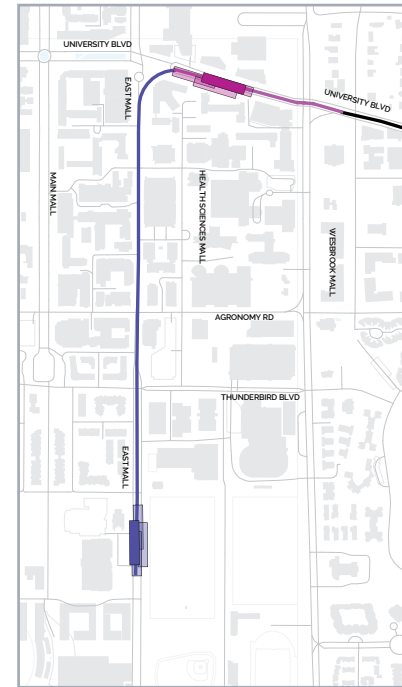 UNIVERSITY BLVD
UNIVERSITY BLVD
EAST MALL
MAIN MALL
HEALTH SCIENCES MALL
WESBROOK MALL
AGRONOMY RD
THUNDERBIRD BLVD
EAST MALL